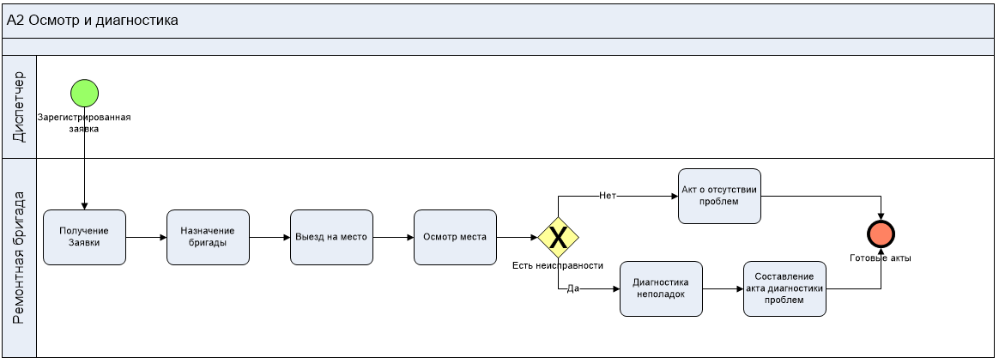 A2 Осмотр и диагностика
Диспетчер
Зарегистрированная
заявка
Ремонтная бригада
Получение
Заявки
Назначение
бригады
Выезд на место
Осмотр места
X
Есть неисправности
Нет
Акт о отсутствии
проблем
Да
Диагностика
неполадок
Составление
акта диагностики
проблем
Готовые акты